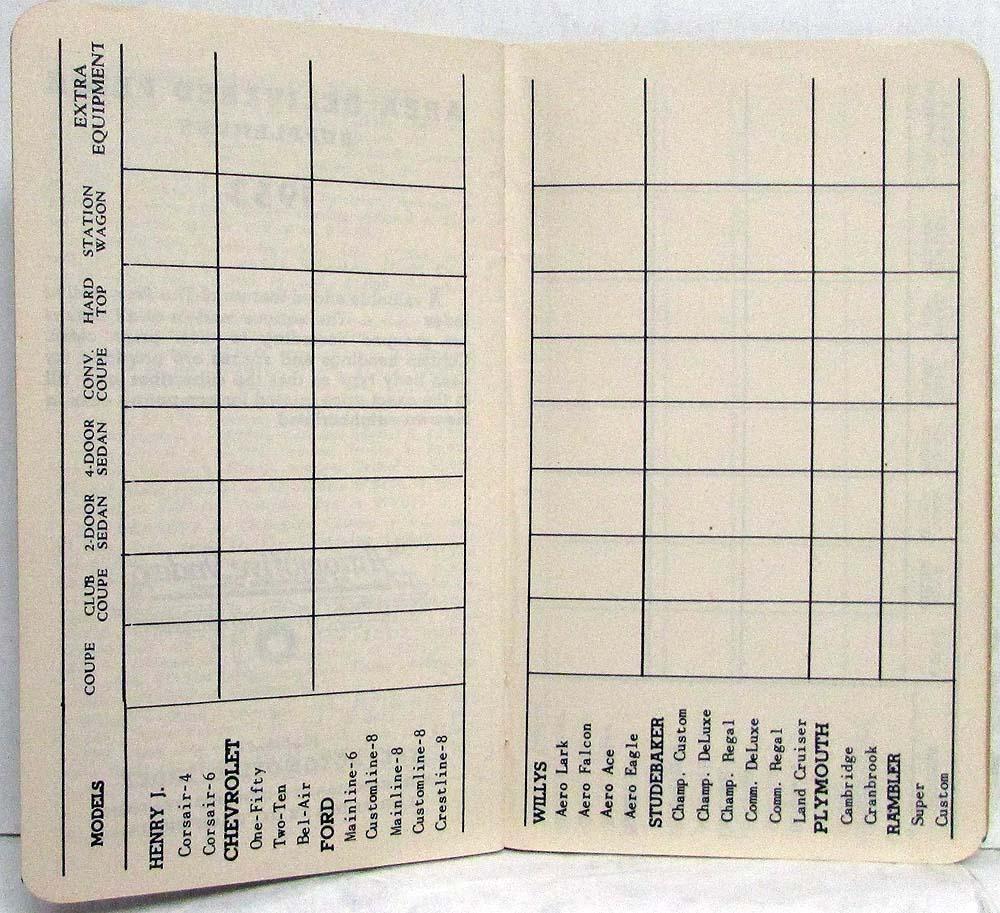 MODELS
COUPE
CLUB
COUPE
2-DOOR
SEDAN
4-DOOR
SEDAN
CONV.
COUPE
HARD
TOP
STATION
WAGON
EXTRA
EQUIPMENT
HENRY J.
Corsair-4
Corsair-6
CHEVROLET
One-Fifty
Two-Ten
Bel-Air
FORD
Mainline-6
Customline-8
Mainline-8
Customline-8
Crestline-8
WILLYS
Aero Lark
Aero Falcon
Aero Ace
Aero Eagle
STUDEBAKER
Champ. Custom
Champ. DeLuxe
Champ. Regal
Comm. DeLuxe
Comm. Regal
Land Cruiser
PLYMOUTH
Cambridge
Cranbrook
RAMBLER
Super
Custom